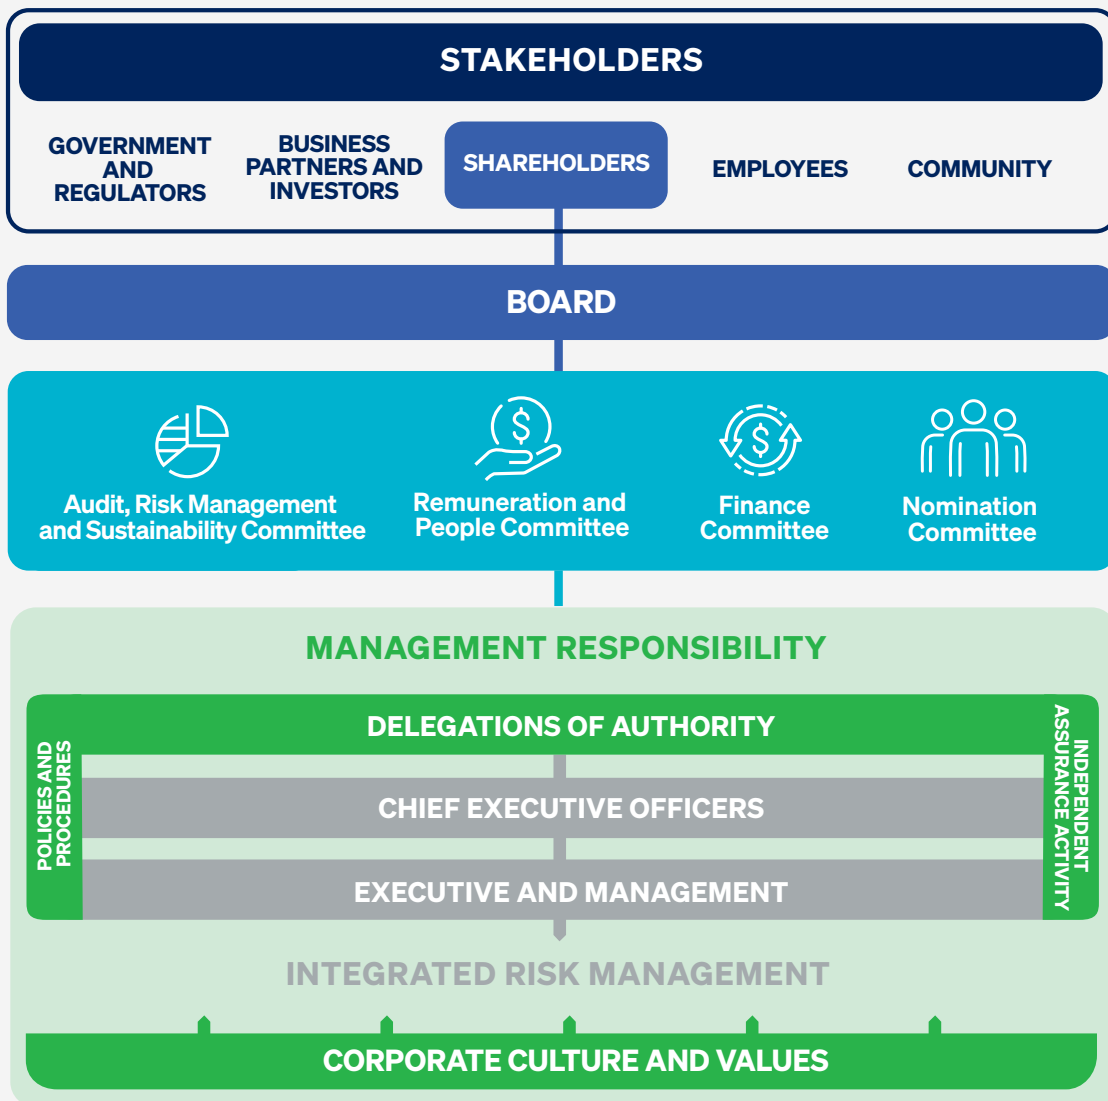 STAKEHOLDERS
GOVERNMENT
AND
REGULATORS
BUSINESS
PARTNERS AND
INVESTORS
SHAREHOLDERS
EMPLOYEES
COMMUNITY
BOARD
Audit, Risk Management
and Sustainability Committee
Remuneration and
People Committee
Finance
Committee
Nomination
Committee
MANAGEMENT RESPONSIBILITY
POLICIES AND
PROCEDURES
DELEGATIONS OF AUTHORITY
CHIEF EXECUTIVE OFFICERS
EXECUTIVE AND MANAGEMENT
INDEPENDENT
ASSURANCE ACTIVITY
INTEGRATED RISK MANAGEMENT
CORPORATE CULTURE AND VALUES